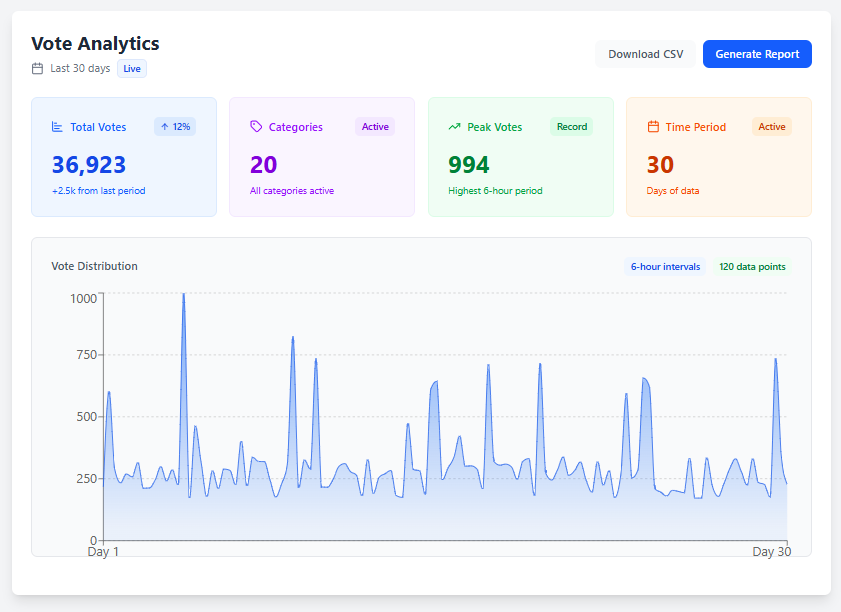 Vote Analytics
Last 30 days Live
Download CSV Generate Report
Total Votes ↑ 12%
36,923
+2.5k from last period
Categories Active
20
All categories active
Peak Votes Record
994
Highest 6-hour period
Time Period Active
30
Days of data
Vote Distribution 6-hour intervals 120 data points
1000
750
500
250
0
Day 1 Day 30